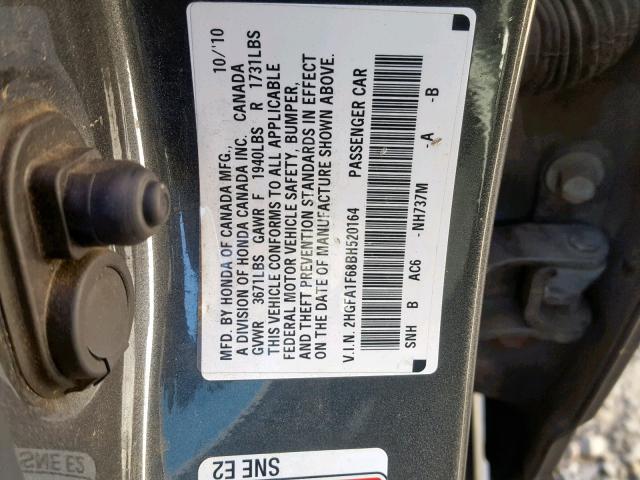 MFD. BY HONDA OF CANADA MFG., 10/'10
A DIVISION OF HONDA CANADA INC. CANADA
GVWR 3671LBS GAWR F 1940LBS R 1731LBS
THIS VEHICLE CONFORMS TO ALL APPLICABLE
FEDERAL MOTOR VEHICLE SAFETY, BUMPER,
AND THEFT PREVENTION STANDARDS IN EFFECT
ON THE DATE OF MANUFACTURE SHOWN ABOVE.
V.I.N. 2HGFA1F68BH520164 PASSENGER CAR
SNH B AC6 -NH737M -A -B
SNE E2
SNE E2